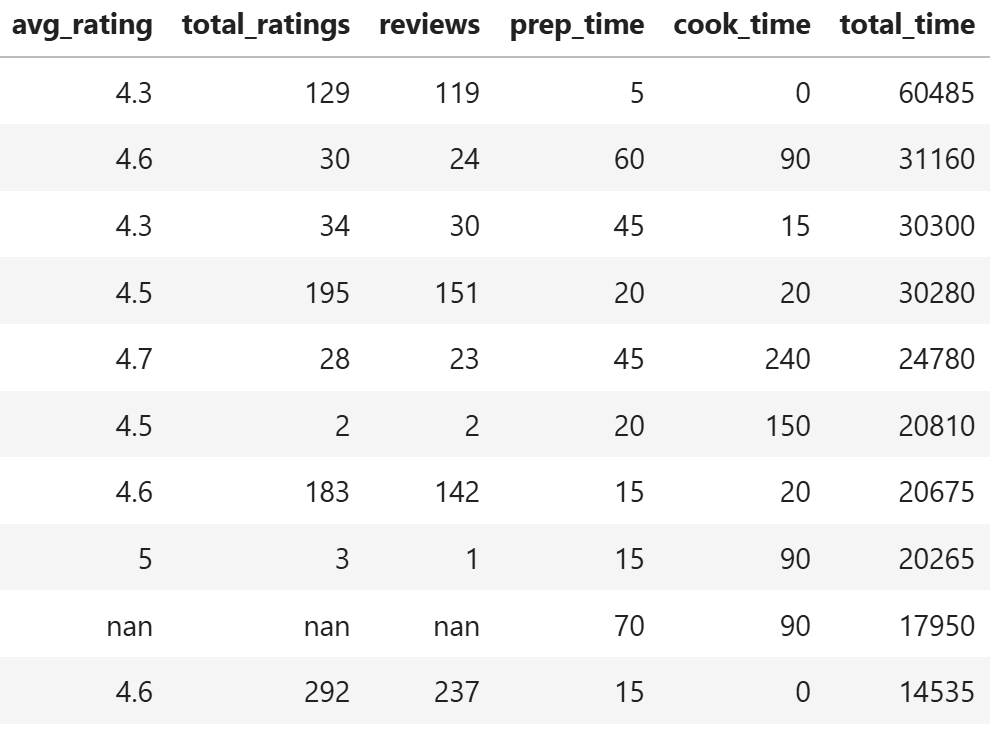 avg_rating total_ratings reviews prep_time cook_time total_time
4.3 129 119 5 0 60485
4.6 30 24 60 90 31160
4.3 34 30 45 15 30300
4.5 195 151 20 20 30280
4.7 28 23 45 240 24780
4.5 2 2 20 150 20810
4.6 183 142 15 20 20675
5 3 1 15 90 20265
nan nan nan 70 90 17950
4.6 292 237 15 0 14535